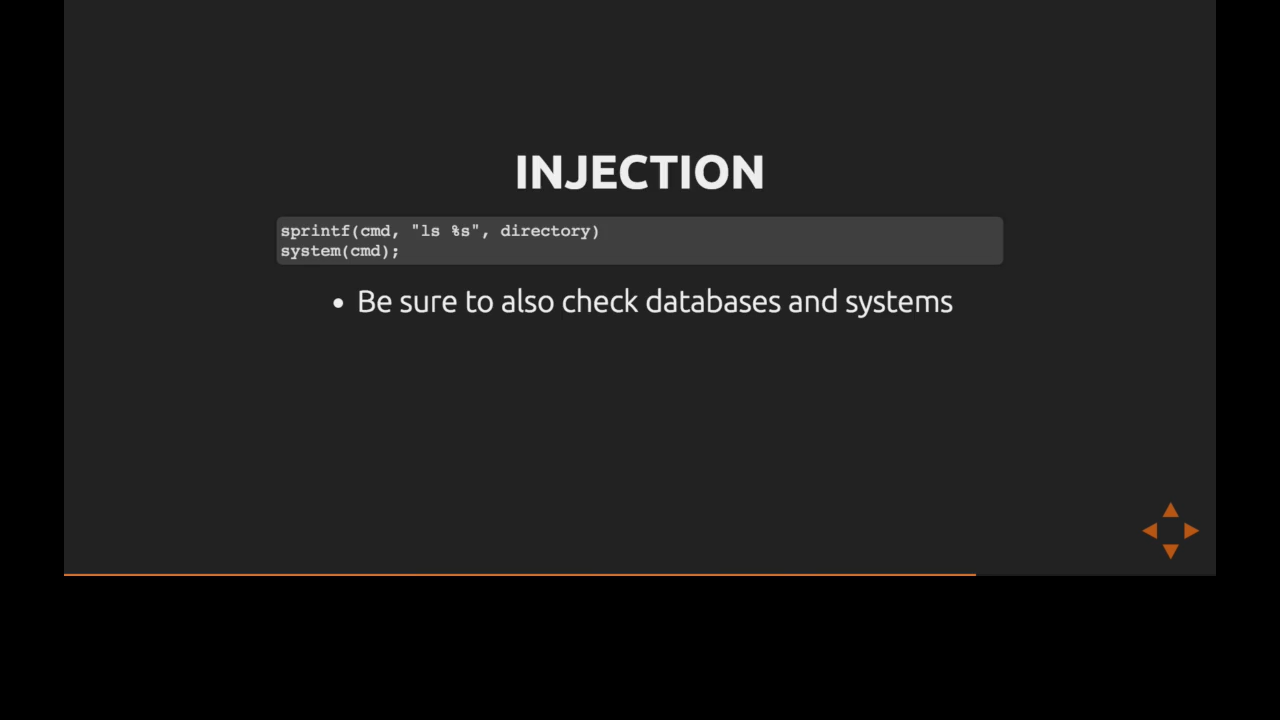 INJECTION
sprintf(cmd, "ls %s", directory)
system(cmd);
• Be sure to also check databases and systems